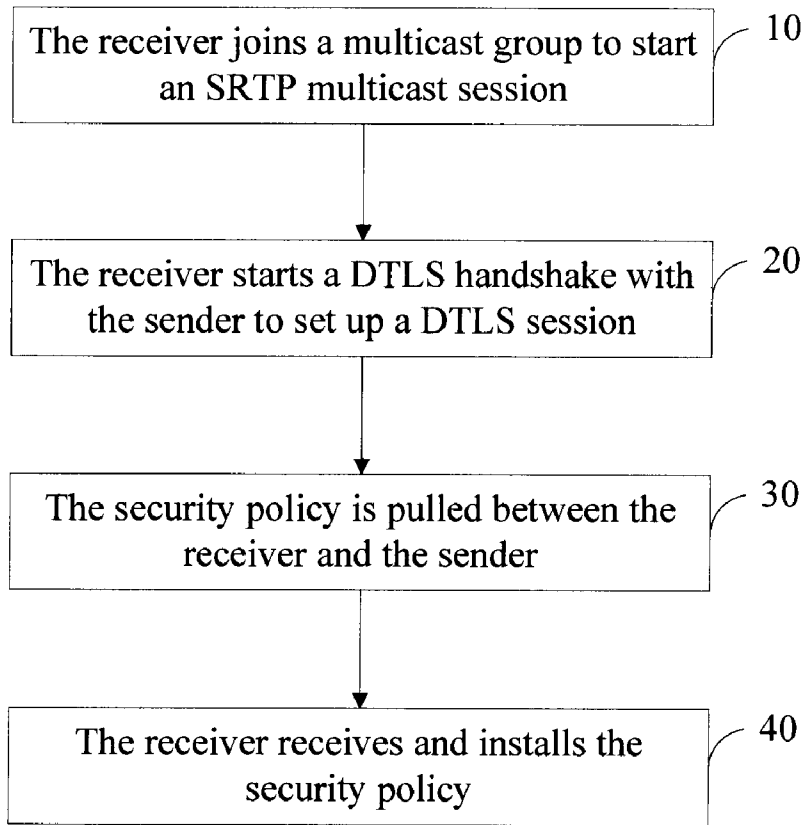 The receiver joins a multicast group to start
an SRTP multicast session
10
The receiver starts a DTLS handshake with
the sender to set up a DTLS session
20
The security policy is pulled between the
receiver and the sender
30
The receiver receives and installs the
security policy
40